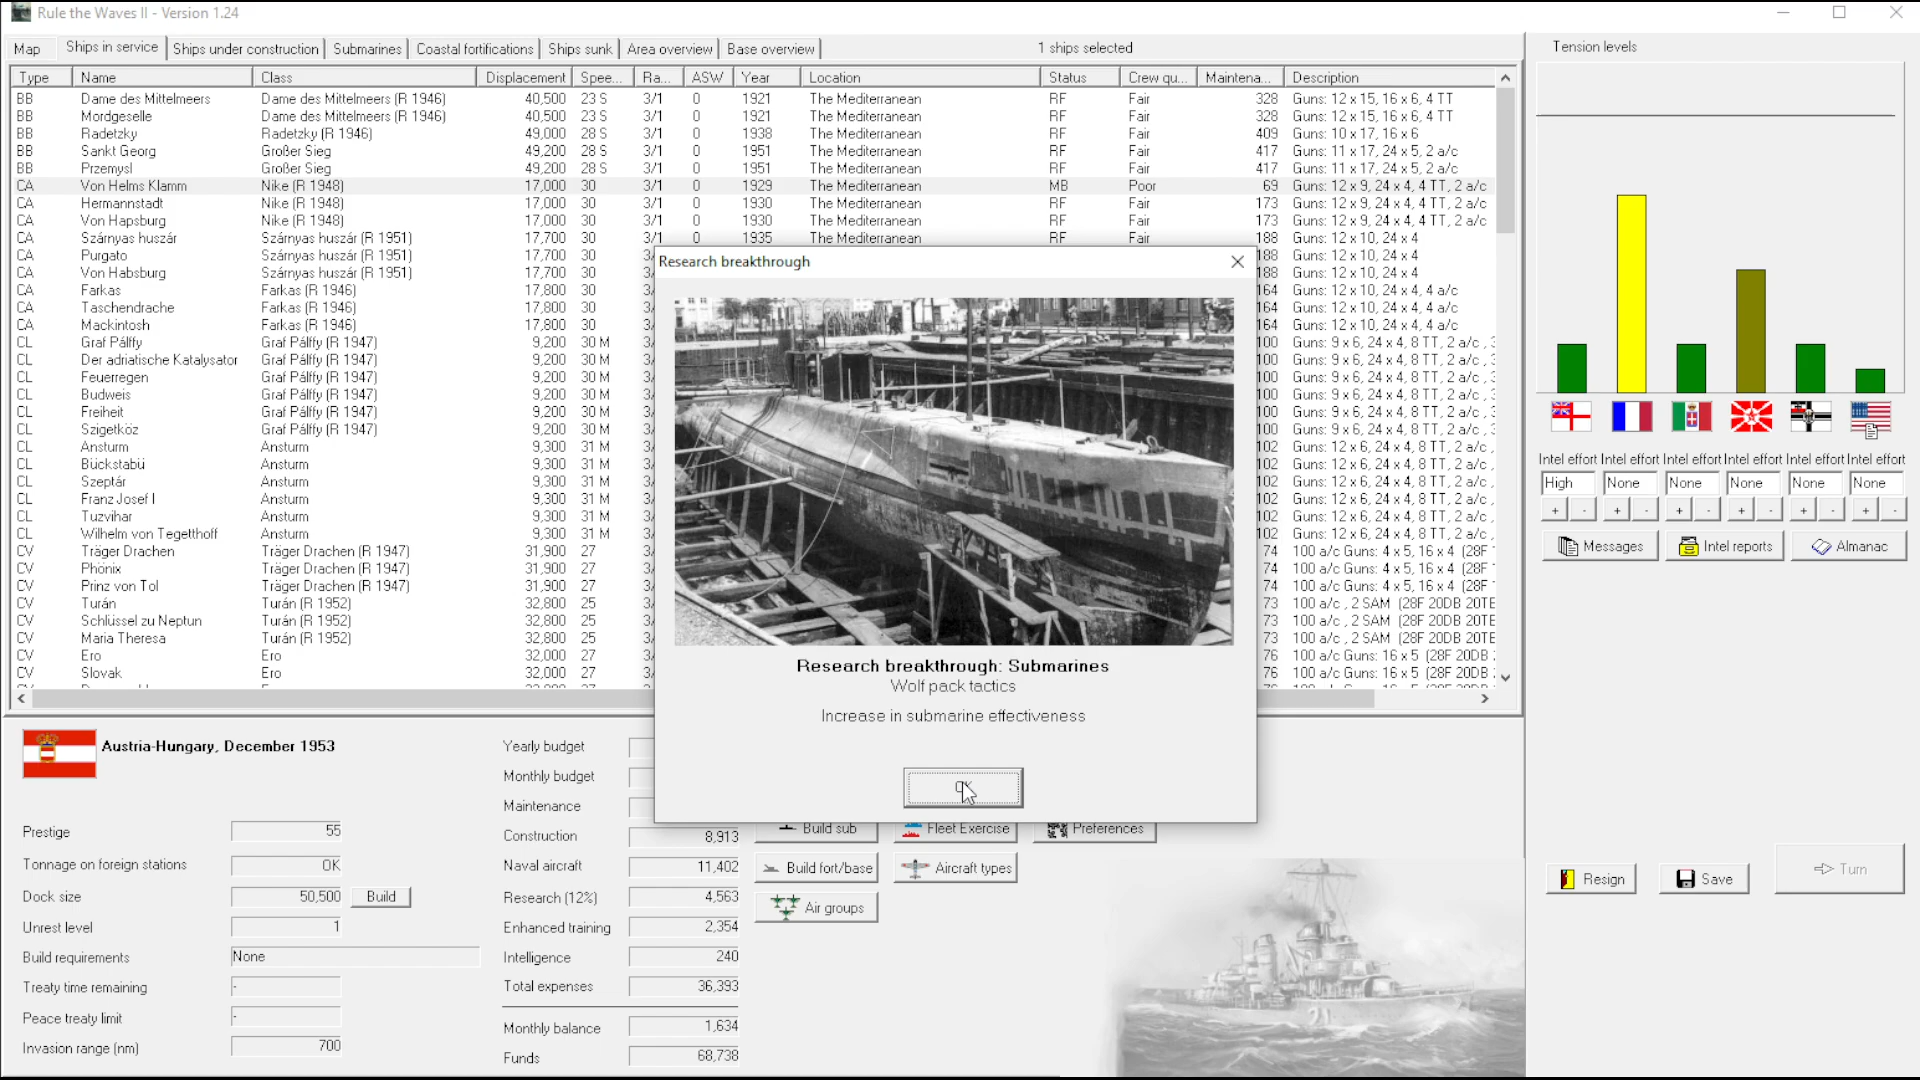 Rule the Waves II - Version 1.24
Map Ships in service Ships under construction Submarines Coastal fortifications Ships sunk Area overview Base overview 1 ships selected
Type Name Class Displacement Spee... Ra... ASW Year Location Status Crew qu... Maintena... Description
BB Dame des Mittelmeers Dame des Mittelmeers (R 1946) 40,500 23 S 3/1 0 1921 The Mediterranean RF Fair 328 Guns: 12 x 15, 16 x 6, 4 TT
BB Mordgeselle Dame des Mittelmeers (R 1946) 40,500 23 S 3/1 0 1921 The Mediterranean RF Fair 328 Guns: 12 x 15, 16 x 6, 4 TT
BB Radetzky Radetzky (R 1946) 49,000 28 S 3/1 0 1938 The Mediterranean RF Fair 409 Guns: 10 x 17, 16 x 6
BB Sankt Georg Großer Sieg 49,200 28 S 3/1 0 1951 The Mediterranean RF Fair 417 Guns: 11 x 17, 24 x 5, 2 a/c
BB Przemysl Großer Sieg 49,200 28 S 3/1 0 1951 The Mediterranean RF Fair 417 Guns: 11 x 17, 24 x 5, 2 a/c
CA Von Helms Klamm Nike (R 1948) 17,000 30 3/1 0 1929 The Mediterranean MB Poor 69 Guns: 12 x 9, 24 x 4, 4 TT, 2 a/c
CA Hermannstadt Nike (R 1948) 17,000 30 3/1 0 1930 The Mediterranean RF Fair 173 Guns: 12 x 9, 24 x 4, 4 TT, 2 a/c
CA Von Hapsburg Nike (R 1948) 17,000 30 3/1 0 1930 The Mediterranean RF Fair 173 Guns: 12 x 9, 24 x 4, 4 TT, 2 a/c
CA Szárnyas huszár Szárnyas huszár (R 1951) 17,700 30 3/1 0 1935 The Mediterranean RF Fair 188 Guns: 12 x 10, 24 x 4
CA Purgato Szárnyas huszár (R 1951) 17,700 30 188 Guns: 12 x 10, 24 x 4
CA Von Habsburg Szárnyas huszár (R 1951) 17,700 30 188 Guns: 12 x 10, 24 x 4
CA Farkas Farkas (R 1946) 17,800 30 164 Guns: 12 x 10, 24 x 4, 4 a/c
CA Taschendrache Farkas (R 1946) 17,800 30 164 Guns: 12 x 10, 24 x 4, 4 a/c
CA Mackintosh Farkas (R 1946) 17,800 30 164 Guns: 12 x 10, 24 x 4, 4 a/c
CL Graf Pálffy Graf Pálffy (R 1947) 9,200 30 M 100 Guns: 9 x 6, 24 x 4, 8 TT, 2 a/c , 3
CL Der adriatische Katalysator Graf Pálffy (R 1947) 9,200 30 M 100 Guns: 9 x 6, 24 x 4, 8 TT, 2 a/c , 3
CL Feuerregen Graf Pálffy (R 1947) 9,200 30 M 100 Guns: 9 x 6, 24 x 4, 8 TT, 2 a/c , 3
CL Budweis Graf Pálffy (R 1947) 9,200 30 M 100 Guns: 9 x 6, 24 x 4, 8 TT, 2 a/c , 3
CL Freiheit Graf Pálffy (R 1947) 9,200 30 M 100 Guns: 9 x 6, 24 x 4, 8 TT, 2 a/c , 3
CL Szigetköz Graf Pálffy (R 1947) 9,200 30 M 100 Guns: 9 x 6, 24 x 4, 8 TT, 2 a/c , 3
CL Ansturm Ansturm 9,300 31 M 102 Guns: 12 x 6, 24 x 4, 8 TT, 2 a/c ,
CL Bückstabü Ansturm 9,300 31 M 102 Guns: 12 x 6, 24 x 4, 8 TT, 2 a/c ,
CL Szeptár Ansturm 9,300 31 M 102 Guns: 12 x 6, 24 x 4, 8 TT, 2 a/c ,
CL Franz Josef I Ansturm 9,300 31 M 102 Guns: 12 x 6, 24 x 4, 8 TT, 2 a/c ,
CL Tuzvihar Ansturm 9,300 31 M 102 Guns: 12 x 6, 24 x 4, 8 TT, 2 a/c ,
CL Wilhelm von Tegetthoff Ansturm 9,300 31 M 102 Guns: 12 x 6, 24 x 4, 8 TT, 2 a/c ,
CV Träger Drachen Träger Drachen (R 1947) 31,900 27 74 100 a/c Guns: 4 x 5, 16 x 4 (28F
CV Phönix Träger Drachen (R 1947) 31,900 27 74 100 a/c Guns: 4 x 5, 16 x 4 (28F
CV Prinz von Tol Träger Drachen (R 1947) 31,900 27 74 100 a/c Guns: 4 x 5, 16 x 4 (28F
CV Turán Turán (R 1952) 32,800 25 73 100 a/c , 2 SAM (28F 20DB 20TE
CV Schlüssel zu Neptun Turán (R 1952) 32,800 25 73 100 a/c , 2 SAM (28F 20DB 20TE
CV Maria Theresa Turán (R 1952) 32,800 25 73 100 a/c , 2 SAM (28F 20DB 20TE
CV Ero Ero 32,000 27 76 100 a/c Guns: 16 x 5 (28F 20DB
CV Slovak Ero 32,000 27 76 100 a/c Guns: 16 x 5 (28F 20DB
Research breakthrough
Research breakthrough: Submarines
Wolf pack tactics
Increase in submarine effectiveness
Tension levels
Intel effort Intel effort Intel effort Intel effort Intel effort Intel effort
High None None None None None
+ - + - + - + - + - + -
Messages Intel reports Almanac
Austria-Hungary, December 1953
Prestige 55
Tonnage on foreign stations OK
Dock size 50,500 Build
Unrest level 1
Build requirements None
Treaty time remaining -
Peace treaty limit -
Invasion range (nm) 700
Yearly budget
Monthly budget
Maintenance
Construction 8,913
Naval aircraft 11,402
Research (12%) 4,563
Enhanced training 2,354
Intelligence 240
Total expenses 36,393
Monthly balance 1,634
Funds 68,738
Build sub Fleet Exercise Preferences
Build fort/base Aircraft types
Air groups
Resign Save Turn
21